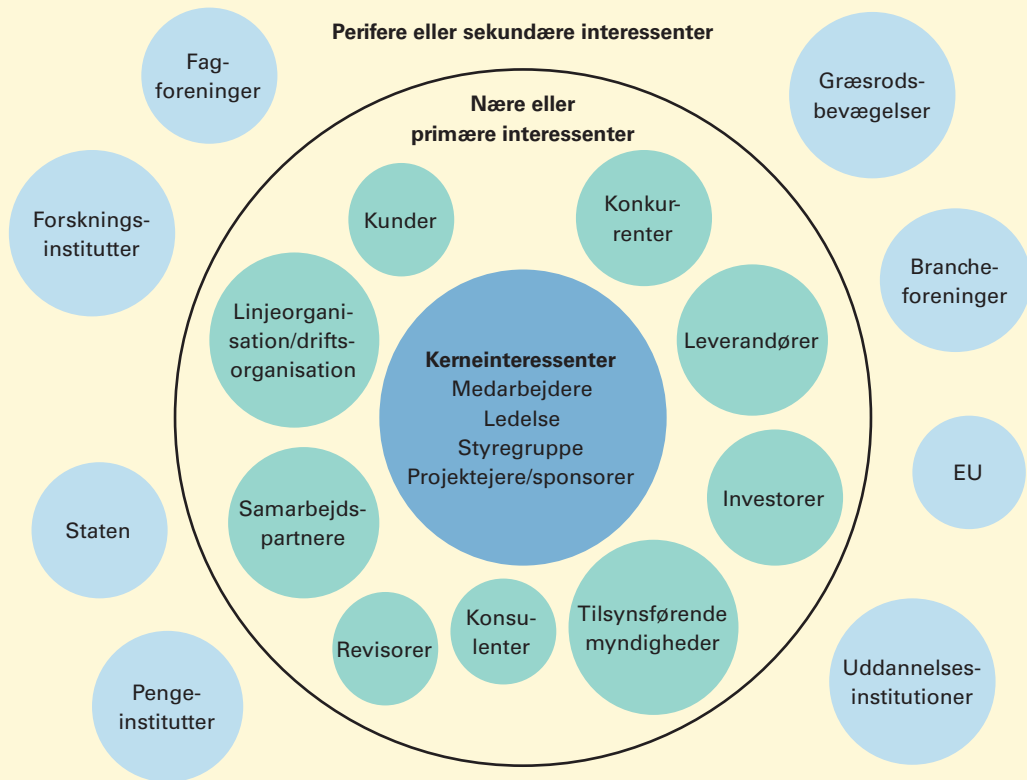 Perifere eller sekundære interessenter
Fag-
foreninger
Græsrods-
bevægelser
Nære eller
primære interessenter
Kunder
Konkur-
renter
Forsknings-
institutter
Branche-
foreninger
Linjeorgani-
sation/drifts-
organisation
Leverandører
Kerneinteressenter
Medarbejdere
Ledelse
Styregruppe
Projektejere/sponsorer
EU
Investorer
Samarbejds-
partnere
Staten
Tilsynsførende
myndigheder
Konsu-
lenter
Revisorer
Uddannelses-
institutioner
Penge-
institutter